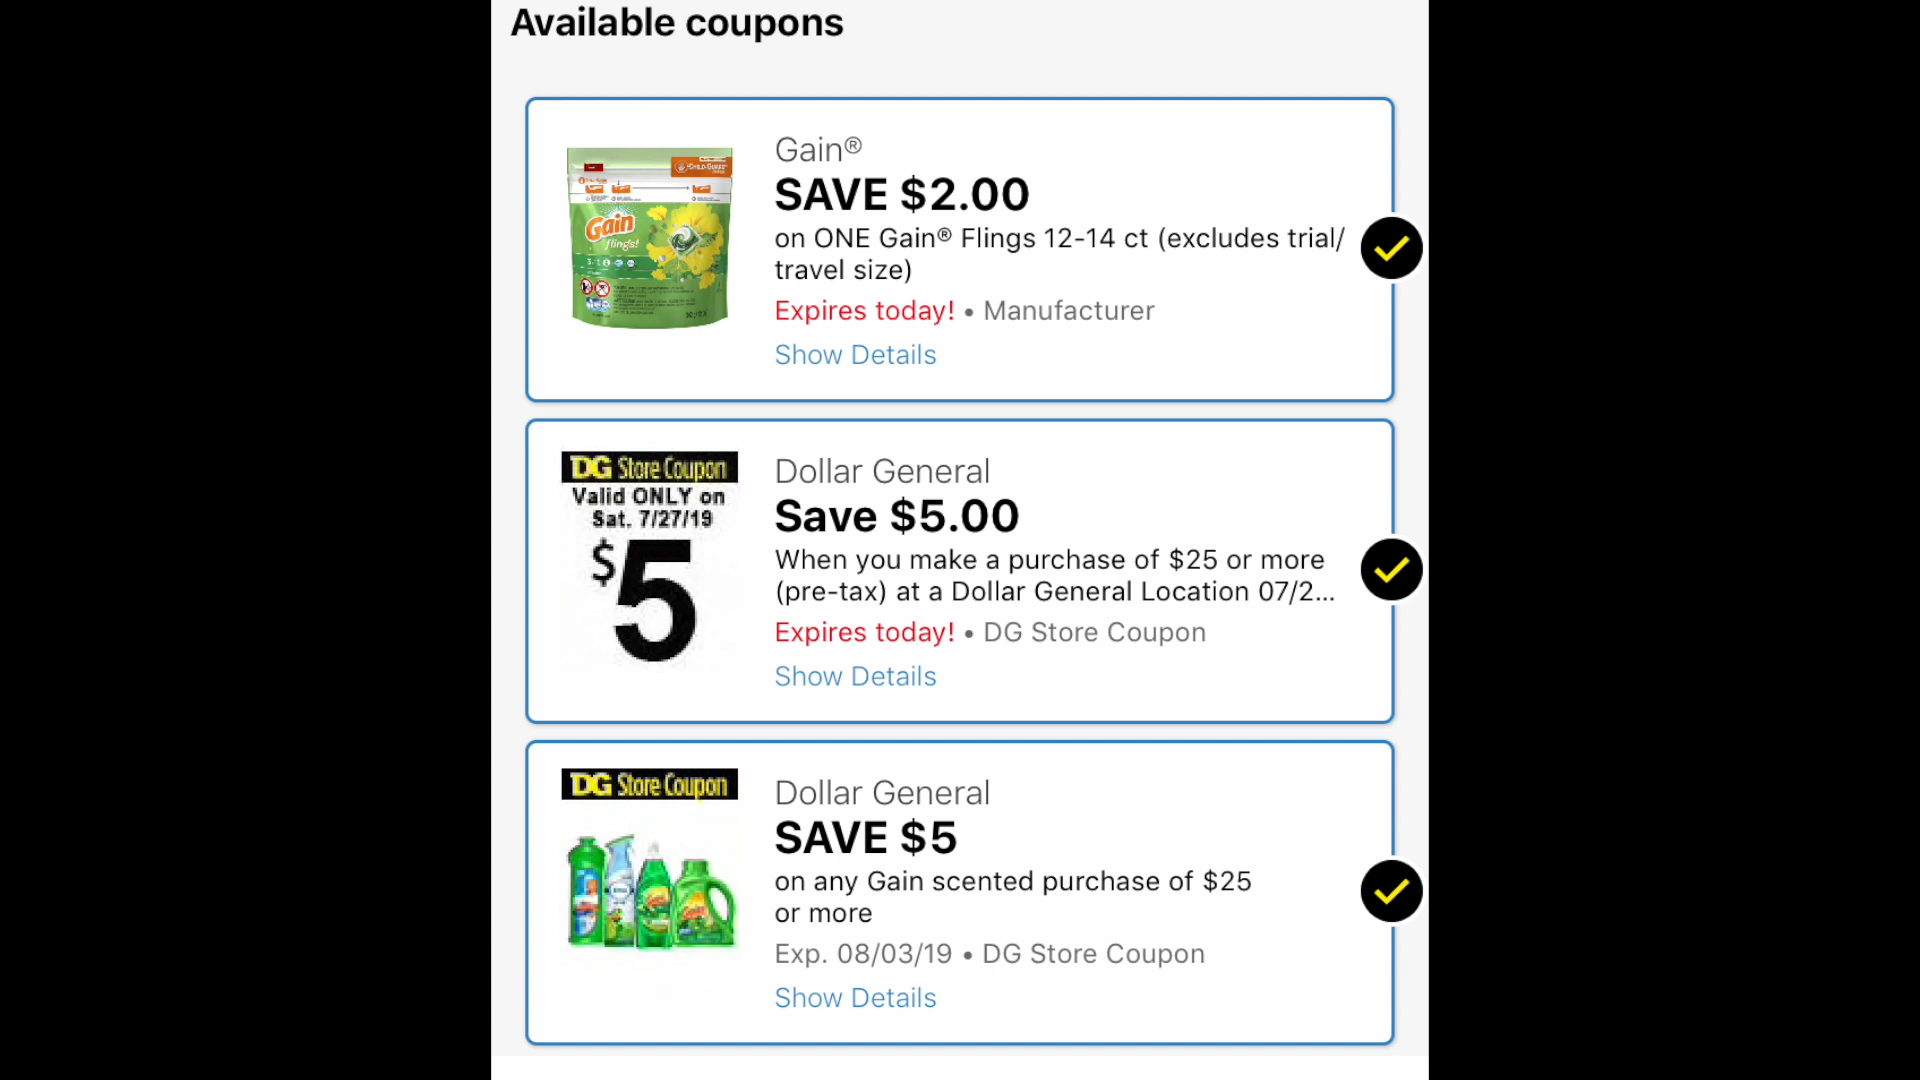 Available coupons
Gain®
SAVE $2.00
on ONE Gain® Flings 12-14 ct (excludes trial/
travel size)
Expires today! • Manufacturer
Show Details
Gain
flings!
DG Store Coupon
Valid ONLY on
Sat. 7/27/19
$5
Dollar General
Save $5.00
When you make a purchase of $25 or more
(pre-tax) at a Dollar General Location 07/2...
Expires today! • DG Store Coupon
Show Details
DG Store Coupon
Dollar General
SAVE $5
on any Gain scented purchase of $25
or more
Exp. 08/03/19 • DG Store Coupon
Show Details